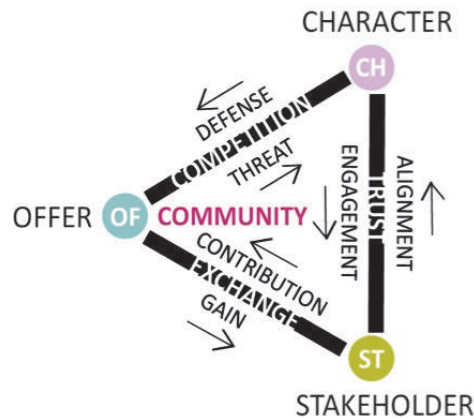 CHARACTER
CH
DEFENSE
COMPETITION
THREAT
ALIGNMENT
TRUST
ENGAGEMENT
OFFER
OF
COMMUNITY
CONTRIBUTION
EXCHANGE
GAIN
ST
STAKEHOLDER